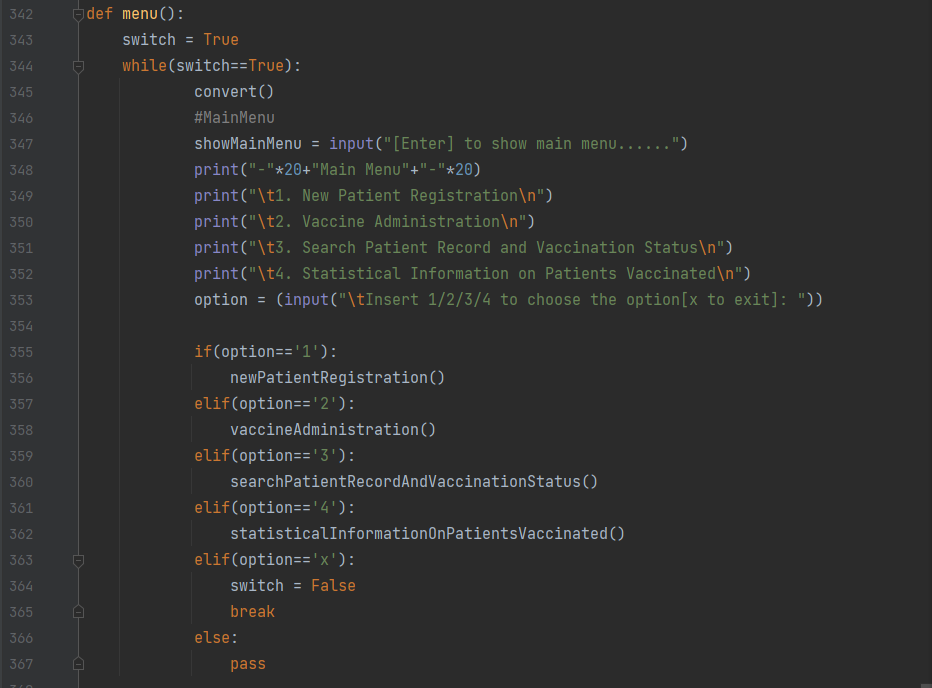 342 def menu():
343     switch = True
344     while(switch==True):
345             convert()
346             #MainMenu
347             showMainMenu = input("[Enter] to show main menu......")
348             print("-"*20+"Main Menu"+"-"*20)
349             print("\t1. New Patient Registration\n")
350             print("\t2. Vaccine Administration\n")
351             print("\t3. Search Patient Record and Vaccination Status\n")
352             print("\t4. Statistical Information on Patients Vaccinated\n")
353             option = (input("\tInsert 1/2/3/4 to choose the option[x to exit]: "))
354
355             if(option=='1'):
356                 newPatientRegistration()
357             elif(option=='2'):
358                 vaccineAdministration()
359             elif(option=='3'):
360                 searchPatientRecordAndVaccinationStatus()
361             elif(option=='4'):
362                 statisticalInformationOnPatientsVaccinated()
363             elif(option=='x'):
364                 switch = False
365                 break
366             else:
367                 pass